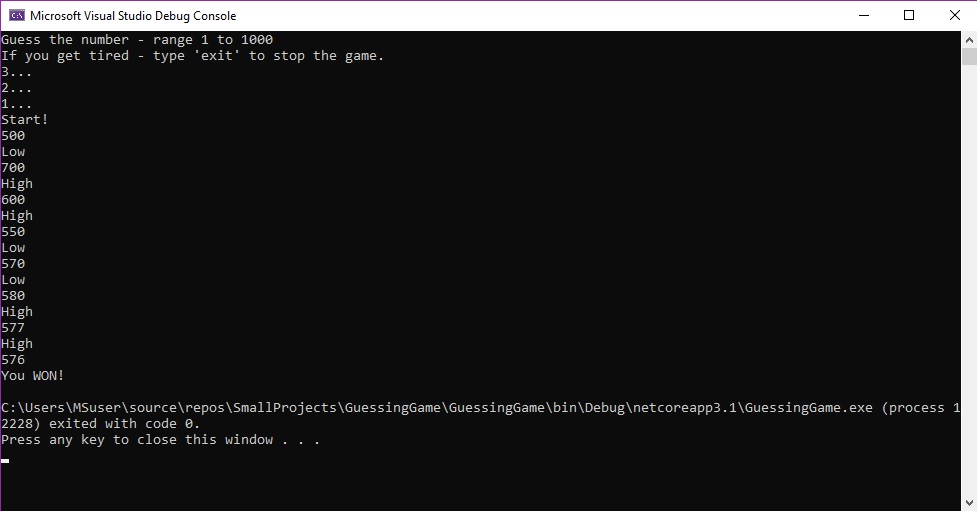 Microsoft Visual Studio Debug Console
Guess the number - range 1 to 1000
If you get tired - type 'exit' to stop the game.
3...
2...
1...
Start!
500
Low
700
High
600
High
550
Low
570
Low
580
High
577
High
576
You WON!
C:\Users\MSuser\source\repos\SmallProjects\GuessingGame\GuessingGame\bin\Debug\netcoreapp3.1\GuessingGame.exe (process 1
2228) exited with code 0.
Press any key to close this window . . .